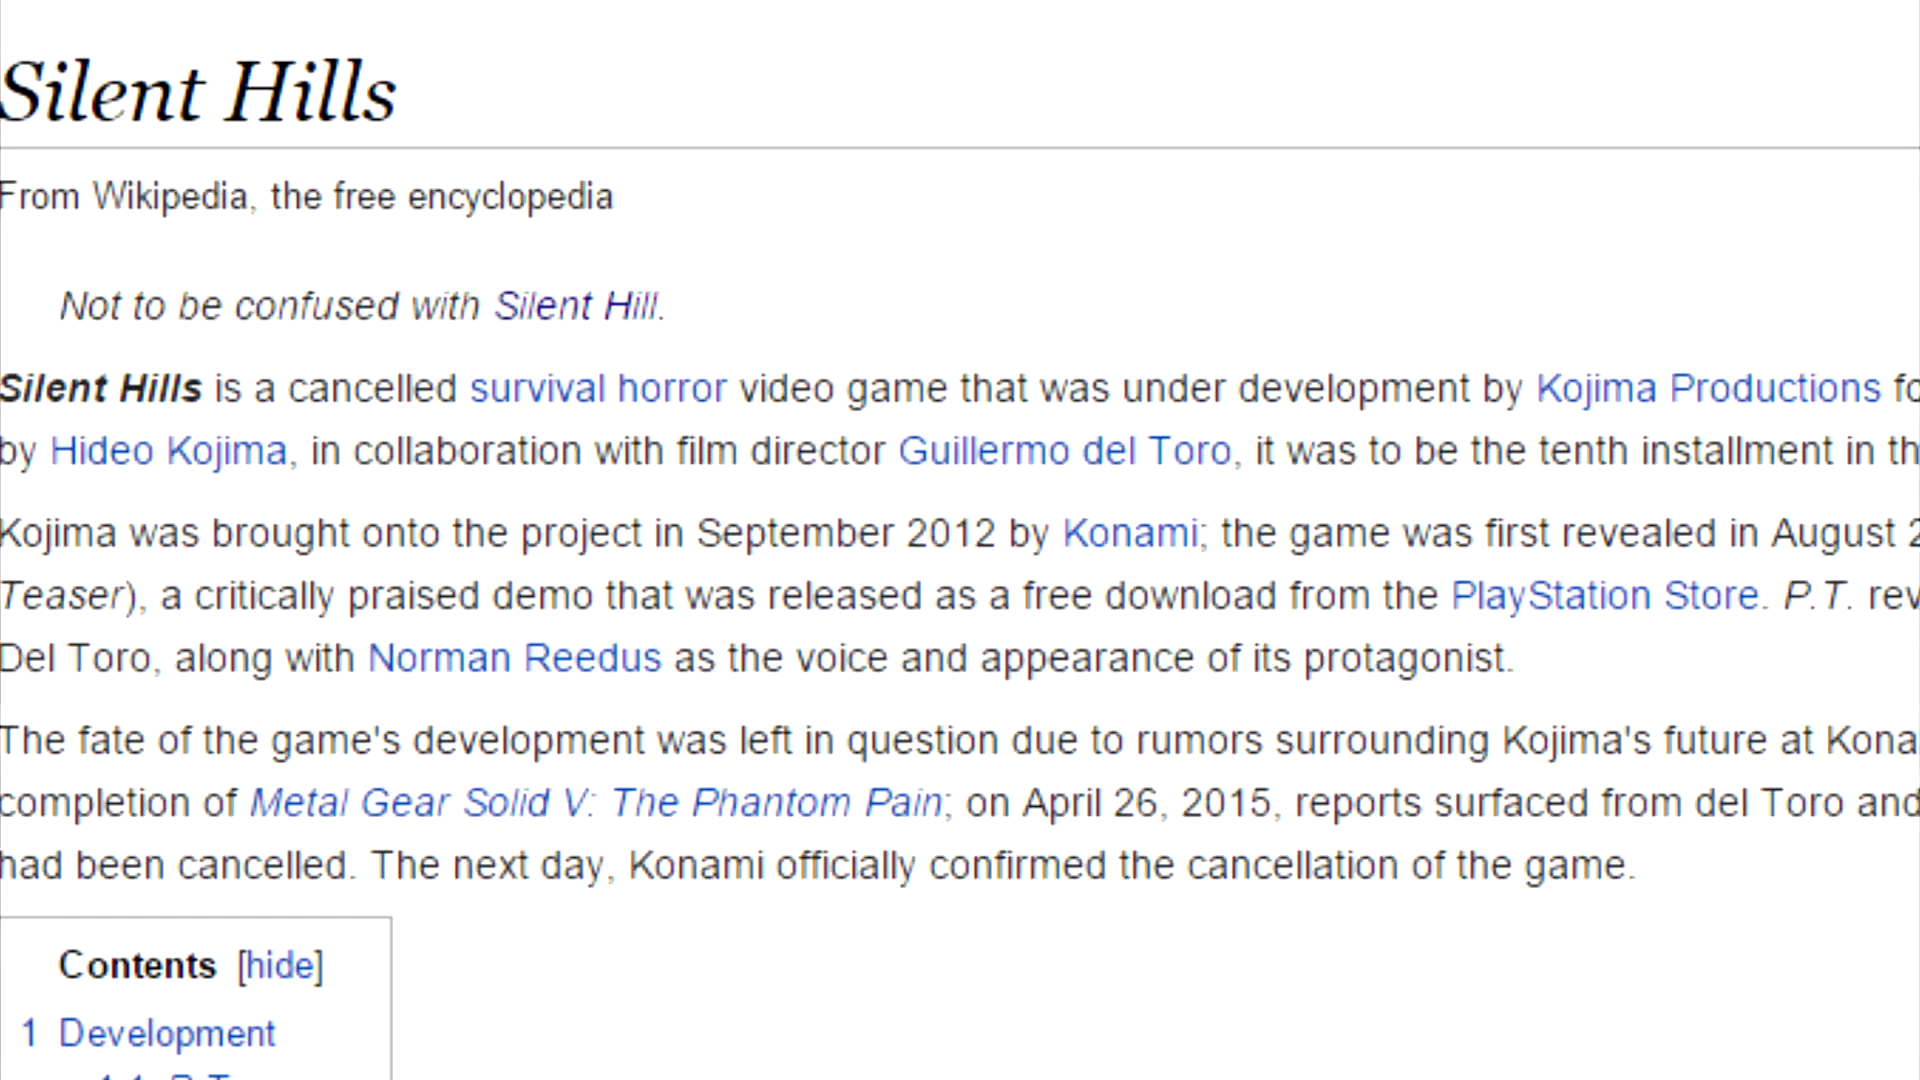 Silent Hills
From Wikipedia, the free encyclopedia
Not to be confused with Silent Hill.
Silent Hills is a cancelled survival horror video game that was under development by Kojima Productions
by Hideo Kojima, in collaboration with film director Guillermo del Toro, it was to be the tenth installment in
Kojima was brought onto the project in September 2012 by Konami; the game was first revealed in August
Teaser), a critically praised demo that was released as a free download from the PlayStation Store. P.T.
Del Toro, along with Norman Reedus as the voice and appearance of its protagonist.
The fate of the game's development was left in question due to rumors surrounding Kojima's future at
completion of Metal Gear Solid V: The Phantom Pain; on April 26, 2015, reports surfaced from del Toro and
had been cancelled. The next day, Konami officially confirmed the cancellation of the game.
Contents [hide]
1 Development